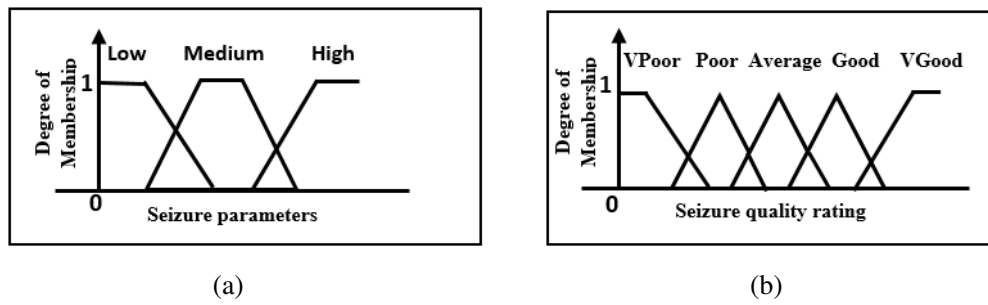 Low Medium High
Degree of
Membership
1
0
Seizure parameters
(a)
VPoor Poor Average Good VGood
Degree of
Membership
1
0
Seizure quality rating
(b)